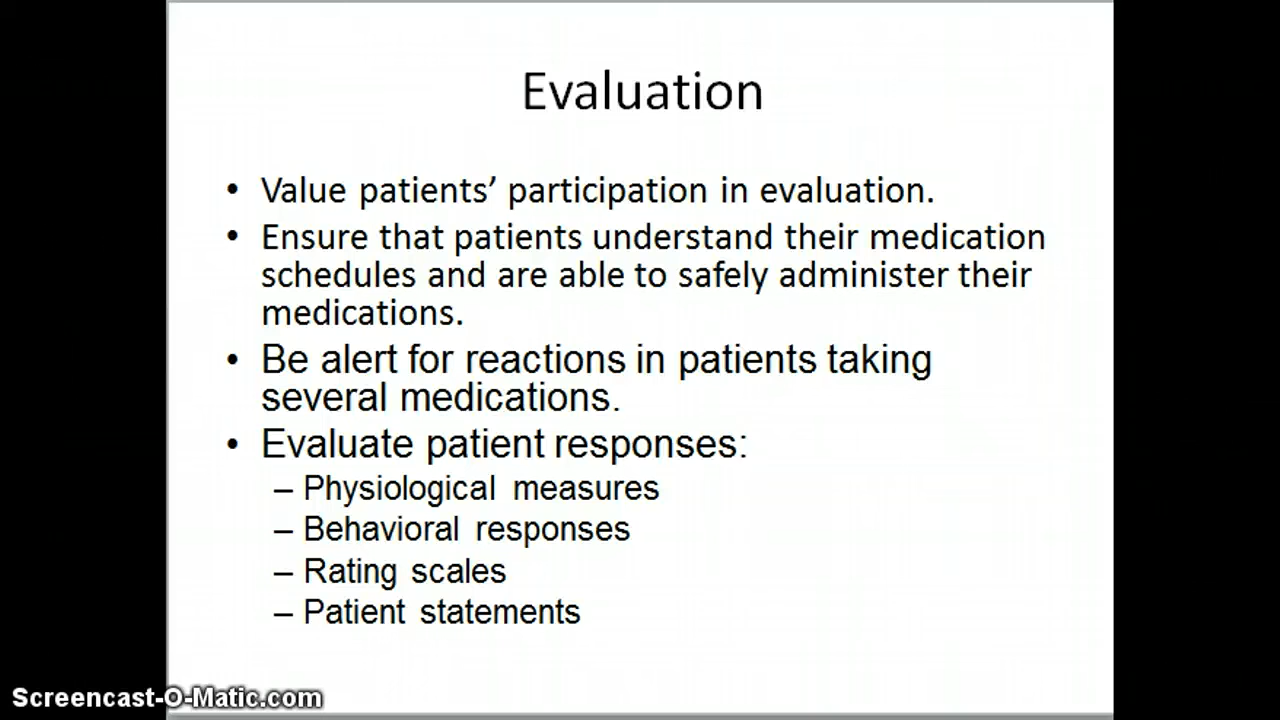 Evaluation
• Value patients’ participation in evaluation.
• Ensure that patients understand their medication
schedules and are able to safely administer their
medications.
• Be alert for reactions in patients taking
several medications.
• Evaluate patient responses:
– Physiological measures
– Behavioral responses
– Rating scales
– Patient statements
Screencast-O-Matic.com